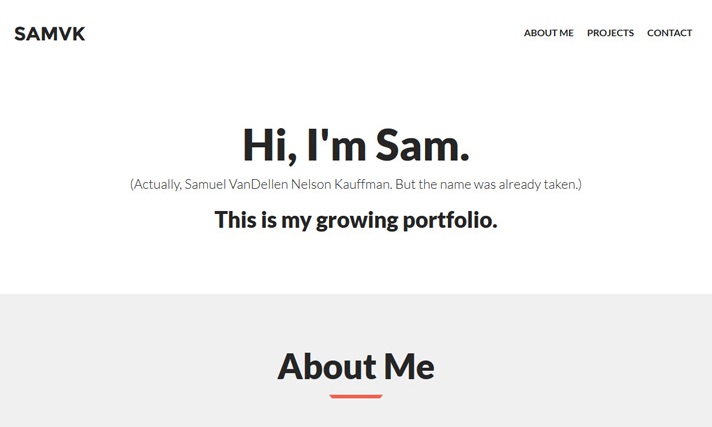 SAMVK
ABOUT ME PROJECTS CONTACT
Hi, I'm Sam.
(Actually, Samuel VanDellen Nelson Kauffman. But the name was already taken.)
This is my growing portfolio.
About Me